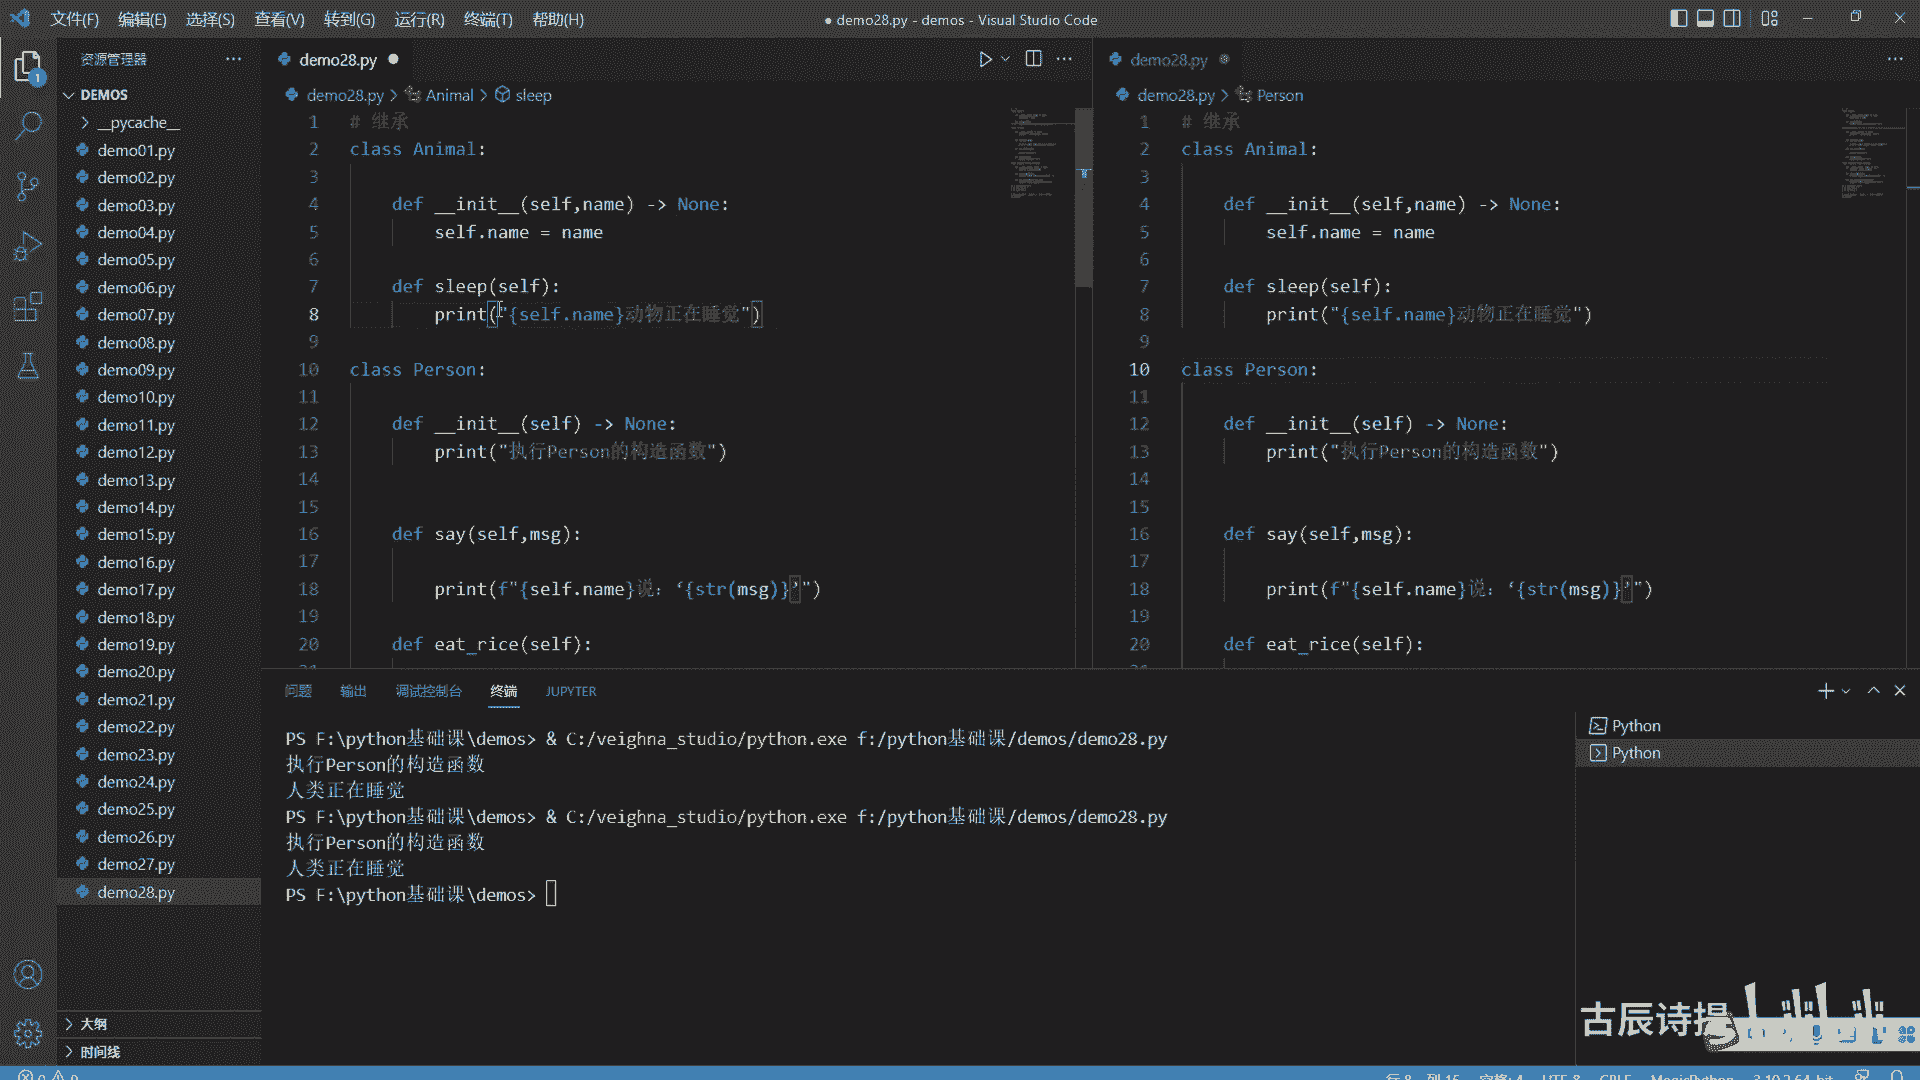 文件(F) 编辑(E) 选择(S) 查看(V) 转到(G) 运行(R) 终端(T) 帮助(H)
● demo28.py - demos - Visual Studio Code
资源管理器
DEMOS
__pycache__
demo01.py
demo02.py
demo03.py
demo04.py
demo05.py
demo06.py
demo07.py
demo08.py
demo09.py
demo10.py
demo11.py
demo12.py
demo13.py
demo14.py
demo15.py
demo16.py
demo17.py
demo18.py
demo19.py
demo20.py
demo21.py
demo22.py
demo23.py
demo24.py
demo25.py
demo26.py
demo27.py
demo28.py
大纲
时间线
1
demo28.py
demo28.py > Animal > sleep
1 # 继承
2 class Animal:
3
4 def __init__(self,name) -> None:
5 self.name = name
6
7 def sleep(self):
8 print("{self.name}动物正在睡觉")
9
10 class Person:
11
12 def __init__(self) -> None:
13 print("执行Person的构造函数")
14
15
16 def say(self,msg):
17
18 print(f"{self.name}说：‘{str(msg)}’")
19
20 def eat_rice(self):
demo28.py
demo28.py > Person
1 # 继承
2 class Animal:
3
4 def __init__(self,name) -> None:
5 self.name = name
6
7 def sleep(self):
8 print("{self.name}动物正在睡觉")
9
10 class Person:
11
12 def __init__(self) -> None:
13 print("执行Person的构造函数")
14
15
16 def say(self,msg):
17
18 print(f"{self.name}说：‘{str(msg)}’")
19
20 def eat_rice(self):
问题 输出 调试控制台 终端 JUPYTER
PS F:\python基础课\demos> & C:/veighna_studio/python.exe f:/python基础课/demos/demo28.py
执行Person的构造函数
人类正在睡觉
PS F:\python基础课\demos> & C:/veighna_studio/python.exe f:/python基础课/demos/demo28.py
执行Person的构造函数
人类正在睡觉
PS F:\python基础课\demos>
Python
Python
古辰诗提
行 8，列 15 空格: 4 UTF-8 CRLF MagicPython 3.10.2 64-bit